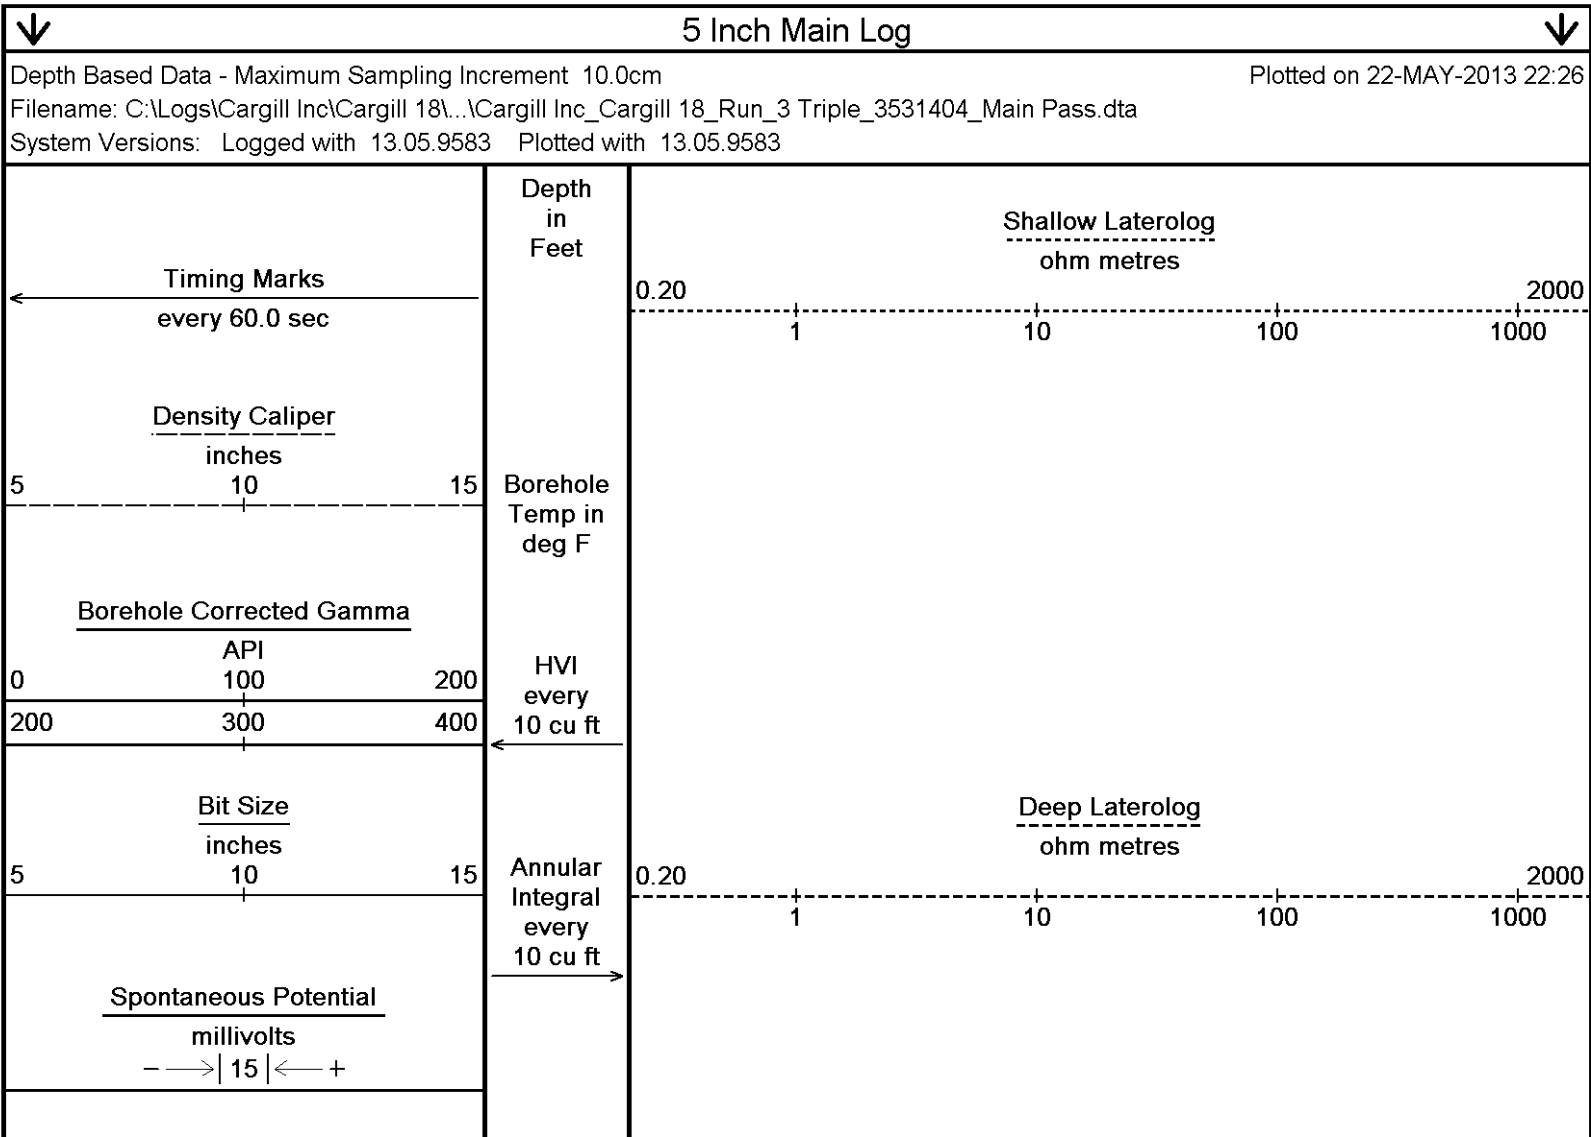 5 Inch Main Log
Depth Based Data - Maximum Sampling Increment 10.0cm
Plotted on 22-MAY-2013 22:26
Filename: C:\Logs\Cargill Inc\Cargill 18\...\Cargill Inc_Cargill 18_Run_3 Triple_3531404_Main Pass.dta
System Versions: Logged with 13.05.9583 Plotted with 13.05.9583
Timing Marks
every 60.0 sec
Density Caliper
inches
5 10 15
Borehole Corrected Gamma
API
0 100 200
200 300 400
Bit Size
inches
5 10 15
Spontaneous Potential
millivolts
− 15 +
Depth
in
Feet
Borehole
Temp in
deg F
HVI
every
10 cu ft
Annular
Integral
every
10 cu ft
Shallow Laterolog
ohm metres
0.20 2000
1 10 100 1000
Deep Laterolog
ohm metres
0.20 2000
1 10 100 1000